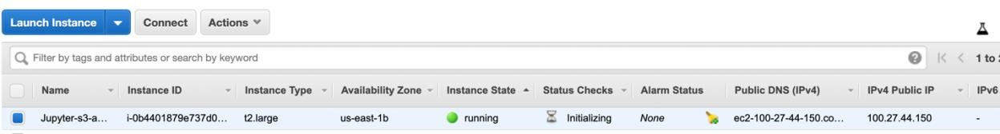 Launch Instance Connect Actions
Filter by tags and attributes or search by keyword ? 1 to
Name Instance ID Instance Type Availability Zone Instance State Status Checks Alarm Status Public DNS (IPv4) IPv4 Public IP IPv6
Jupyter-s3-a... i-0b4401879e737d0... t2.large us-east-1b running Initializing None ec2-100-27-44-150.co... 100.27.44.150 -